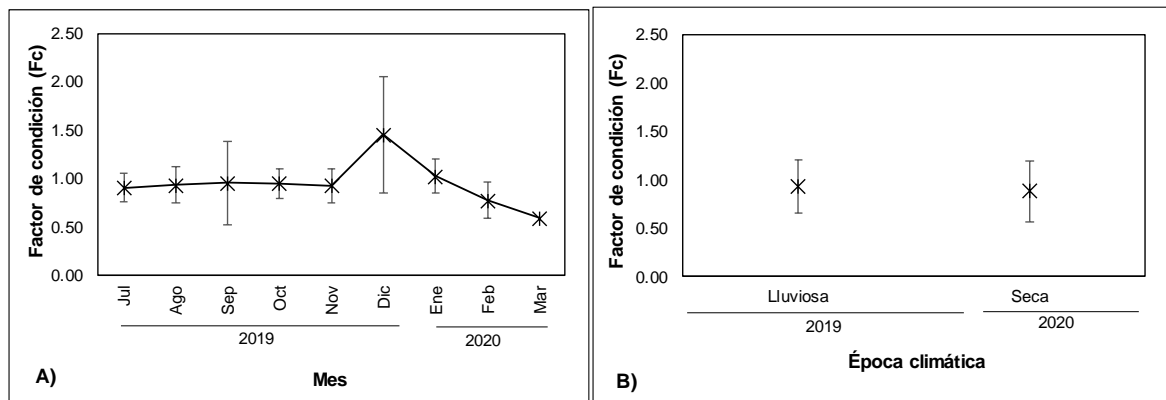 Factor de condición (Fc)
2.50
2.00
1.50
1.00
0.50
0.00
Jul
Ago
Sep
Oct
Nov
Dic
Ene
Feb
Mar
2019
2020
A)
Mes
Factor de condición (Fc)
2.50
2.00
1.50
1.00
0.50
0.00
Lluviosa
Seca
2019
2020
Época climática
B)